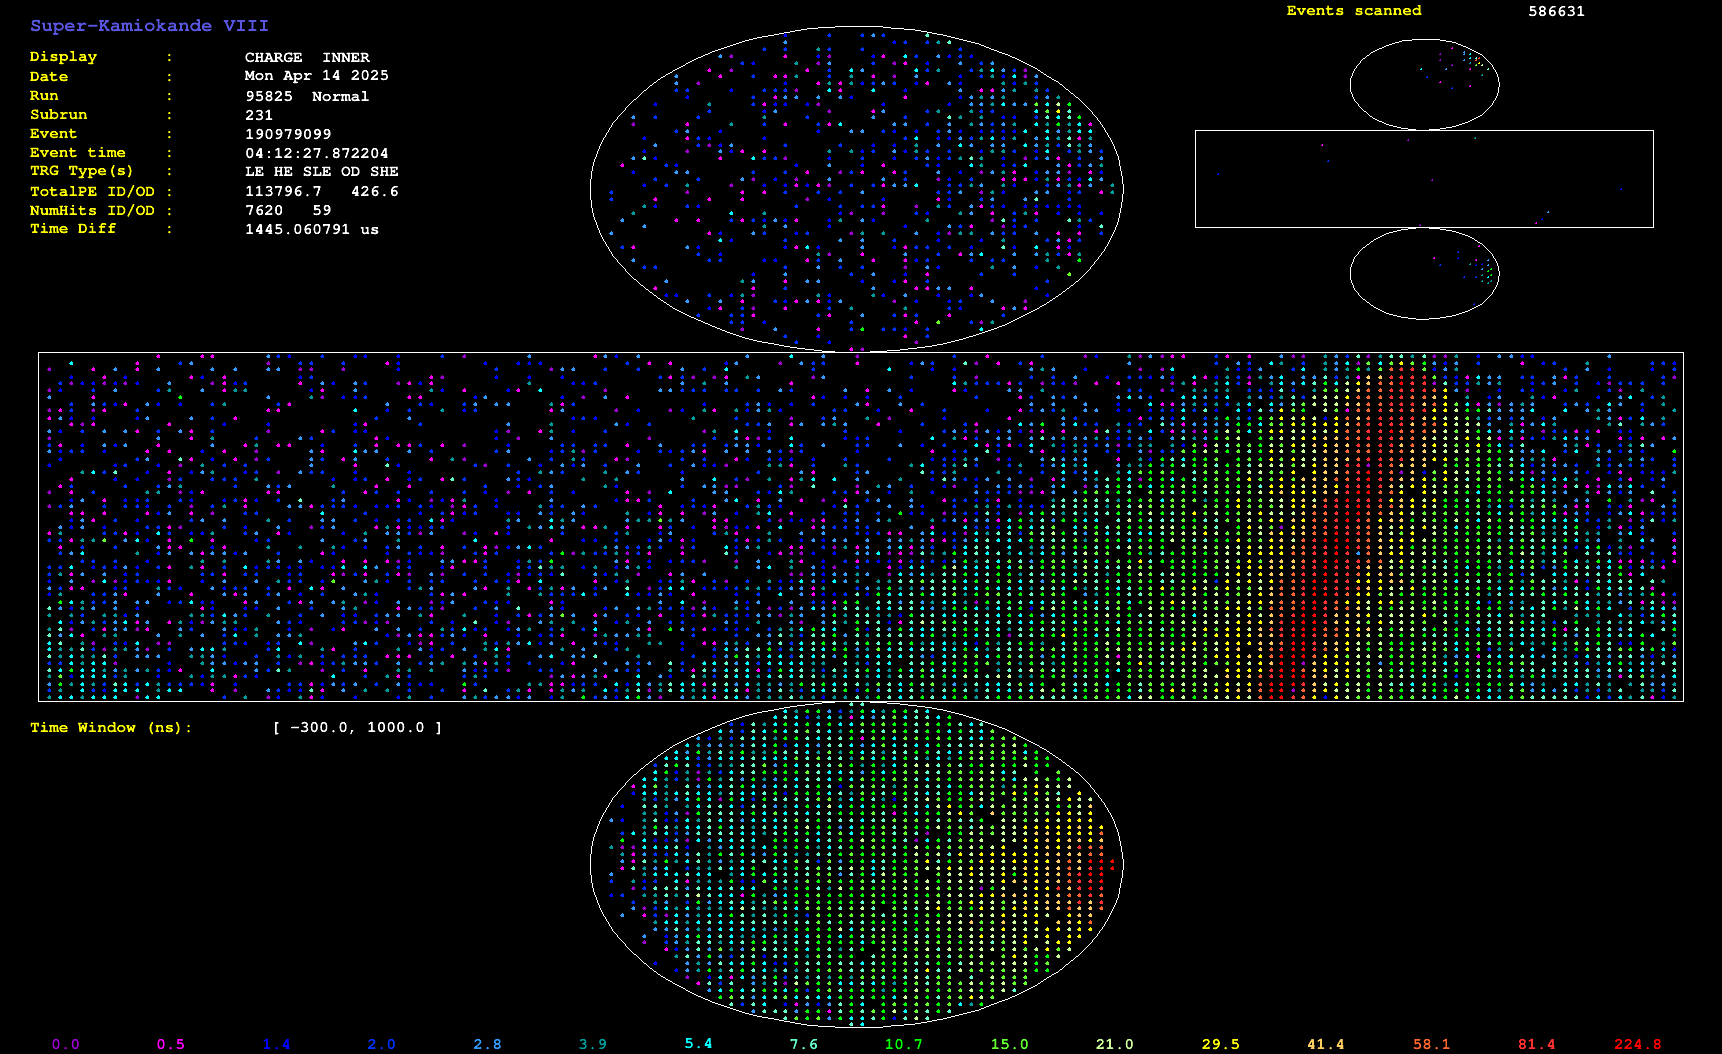 Super-Kamiokande VIII
Events scanned 586631
Display : CHARGE INNER
Date : Mon Apr 14 2025
Run : 95825 Normal
Subrun : 231
Event : 190979099
Event time : 04:12:27.872204
TRG Type(s) : LE HE SLE OD SHE
TotalPE ID/OD : 113796.7 426.6
NumHits ID/OD : 7620 59
Time Diff : 1445.060791 us
Time Window (ns): [ -300.0, 1000.0 ]
0.0 0.5 1.4 2.0 2.8 3.9 5.4 7.6 10.7 15.0 21.0 29.5 41.4 58.1 81.4 224.8